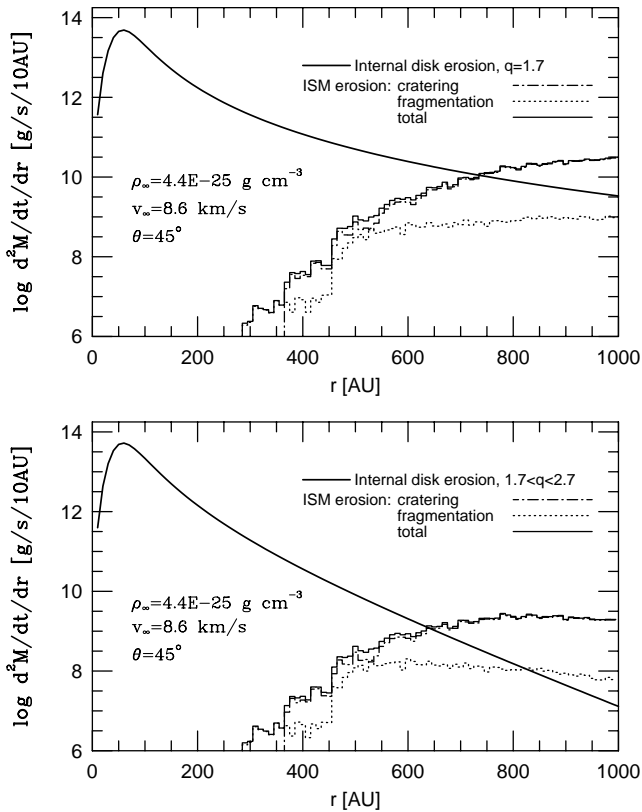 log d²M/dt/dr [g/s/10AU]
14
12
10
8
6
Internal disk erosion, q=1.7
ISM erosion: cratering
fragmentation
total
ρ∞=4.4E−25 g cm⁻³
v∞=8.6 km/s
θ=45°
0 200 400 600 800 1000
r [AU]
log d²M/dt/dr [g/s/10AU]
14
12
10
8
6
Internal disk erosion, 1.7<q<2.7
ISM erosion: cratering
fragmentation
total
ρ∞=4.4E−25 g cm⁻³
v∞=8.6 km/s
θ=45°
0 200 400 600 800 1000
r [AU]